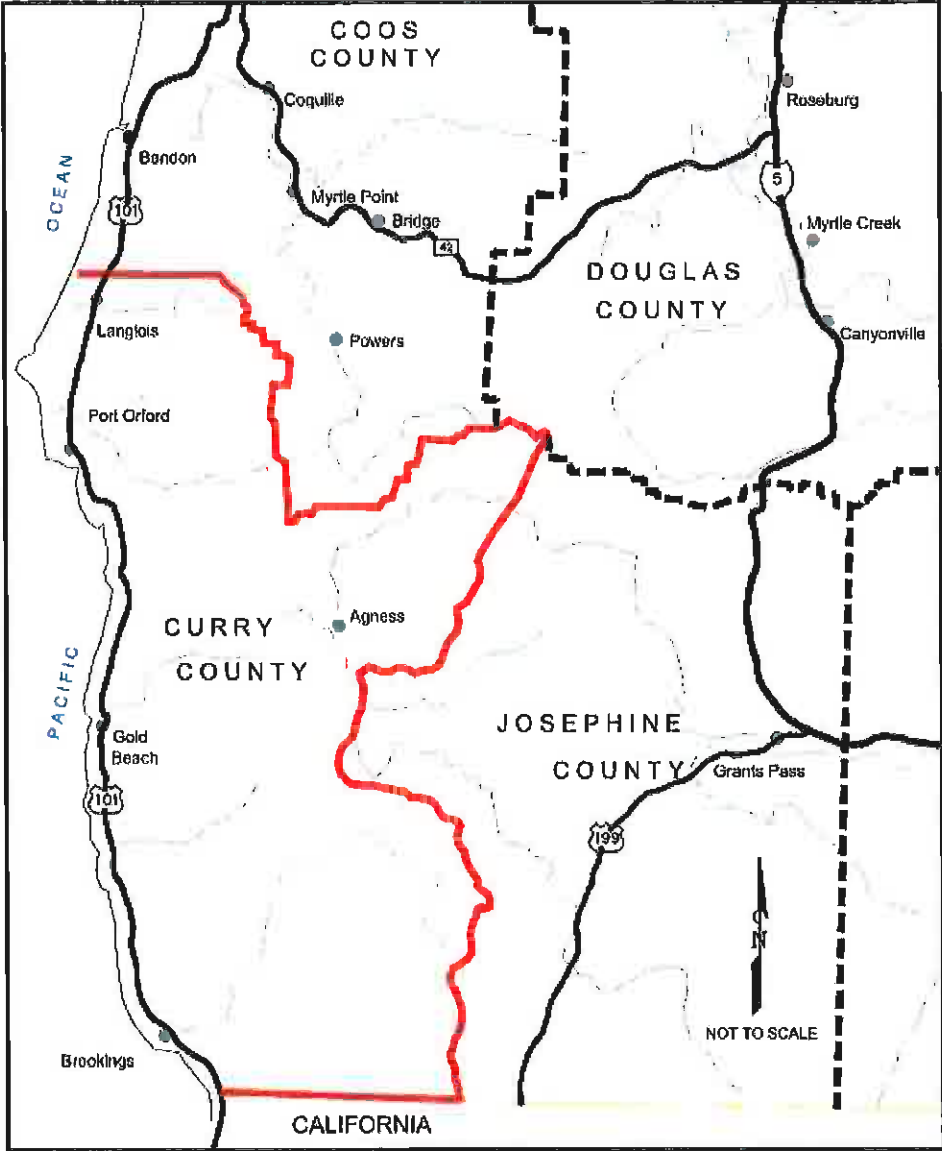 COOS
COUNTY
Roseburg
Coquille
Bandon
OCEAN
5
101
Myrtle Point
Bridge
42
Myrtle Creek
DOUGLAS
COUNTY
Langlois
Powers
Canyonville
Port Orford
Agness
CURRY
COUNTY
PACIFIC
JOSEPHINE
COUNTY
Gold
Beach
Grants Pass
101
199
N
NOT TO SCALE
Brookings
CALIFORNIA